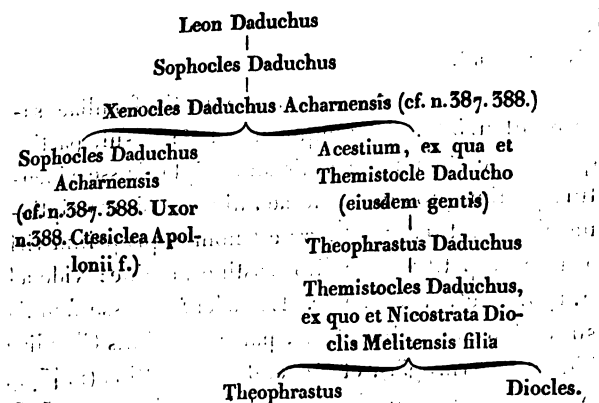 Leon Daduchus
Sophocles Daduchus
Xenocles Daduchus Acharnensis (cf. n. 387. 388.)
Sophocles Daduchus
Acharnensis
(cf. n. 387. 388. Uxor
n. 388. Ctesiclea Apol-
lonii f.)
Acestium, ex qua et
Themistocle Daducho
(eiusdem gentis)
Theophrastus Daduchus
Themistocles Daduchus,
ex quo et Nicostrata Dio-
clis Melitensis filia
Theophrastus
Diocles.